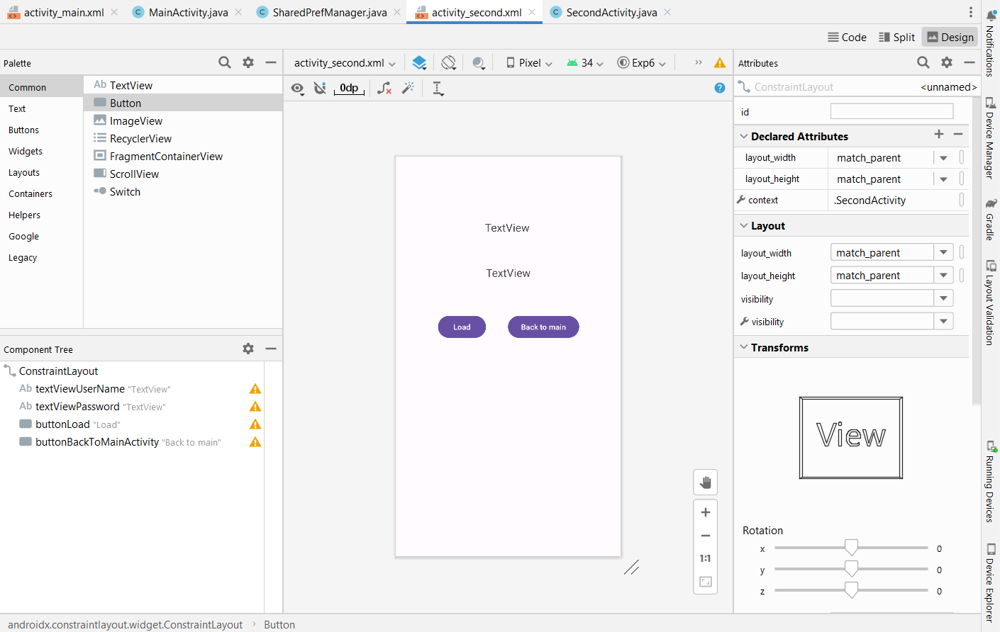 activity_main.xml
MainActivity.java
SharedPrefManager.java
activity_second.xml
SecondActivity.java
Code
Split
Design
Palette
Common
Text
Buttons
Widgets
Layouts
Containers
Helpers
Google
Legacy
Ab TextView
Button
ImageView
RecyclerView
FragmentContainerView
ScrollView
Switch
Component Tree
ConstraintLayout
Ab textViewUserName "TextView"
Ab textViewPassword "TextView"
buttonLoad "Load"
buttonBackToMainActivity "Back to main"
activity_second.xml
Pixel
34
Exp6
0dp
TextView
TextView
Load
Back to main
1:1
Attributes
ConstraintLayout
<unnamed>
id
Declared Attributes
layout_width match_parent
layout_height match_parent
context .SecondActivity
Layout
layout_width match_parent
layout_height match_parent
visibility
visibility
Transforms
View
Rotation
x 0
y 0
z 0
Notifications
Device Manager
Gradle
Layout Validation
Running Devices
Device Explorer
androidx.constraintlayout.widget.ConstraintLayout › Button